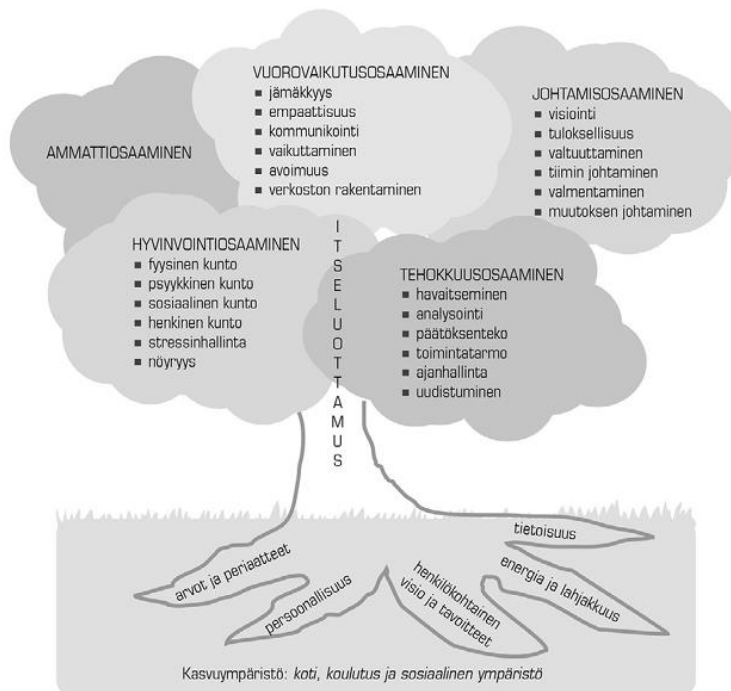 VUOROVAIKUTUSOSAAMINEN
■ jämäkkyys
■ empaattisuus
■ kommunikointi
■ vaikuttaminen
■ avoimuus
■ verkoston rakentaminen
JOHTAMISOSAAMINEN
■ visiointi
■ tuloksellisuus
■ valtuuttaminen
■ tiimin johtaminen
■ valmentaminen
■ muutoksen johtaminen
AMMATTIOSAAMINEN
HYVINVOINTIOSAAMINEN
■ fyysinen kunto
■ psyykkinen kunto
■ sosiaalinen kunto
■ henkinen kunto
■ stressinhallinta
■ nöyryys
ITSELUOTTAMUS
TEHOKKUUSOSAAMINEN
■ havaitseminen
■ analysointi
■ päätöksenteko
■ toimintatarmo
■ ajanhallinta
■ uudistuminen
arvot ja periaatteet
persoonallisuus
henkilökohtainen
visio ja tavoitteet
energia ja lahjakkuus
tietoisuus
Kasvuympäristö: koti, koulutus ja sosiaalinen ympäristö